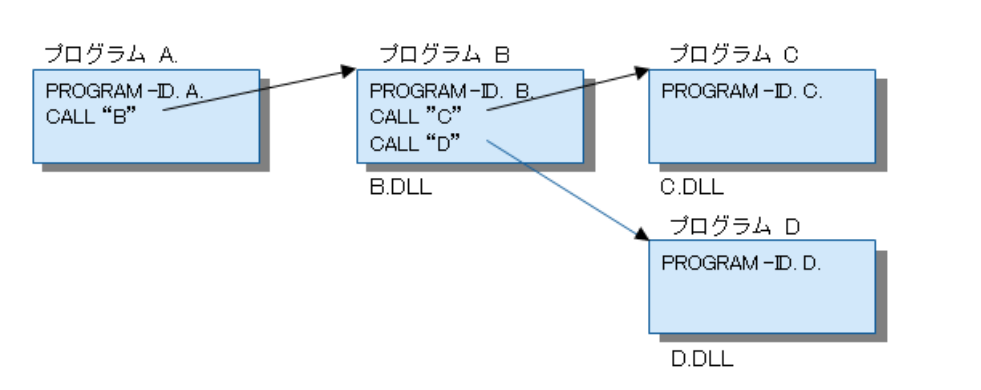 プログラム A.
PROGRAM-ID. A.
CALL “B”
プログラム B
PROGRAM-ID. B.
CALL ”C”
CALL “D”
B.DLL
プログラム C
PROGRAM-ID. C.
C.DLL
プログラム D
PROGRAM-ID. D.
D.DLL